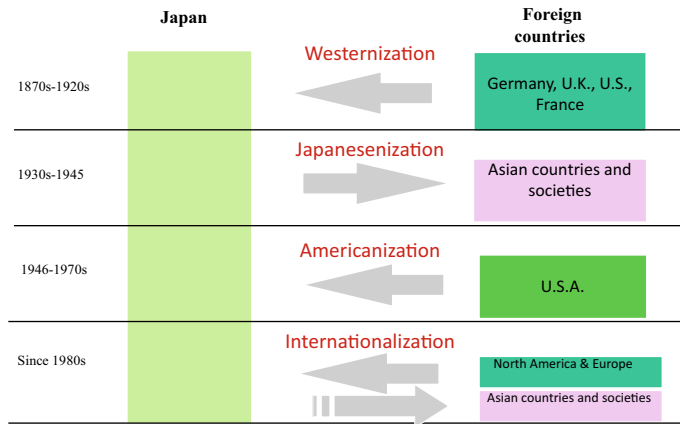 Japan
Foreign
countries
Westernization
1870s-1920s
Germany, U.K., U.S.,
France
Japanesenization
1930s-1945
Asian countries and
societies
Americanization
1946-1970s
U.S.A.
Internationalization
Since 1980s
North America & Europe
Asian countries and societies